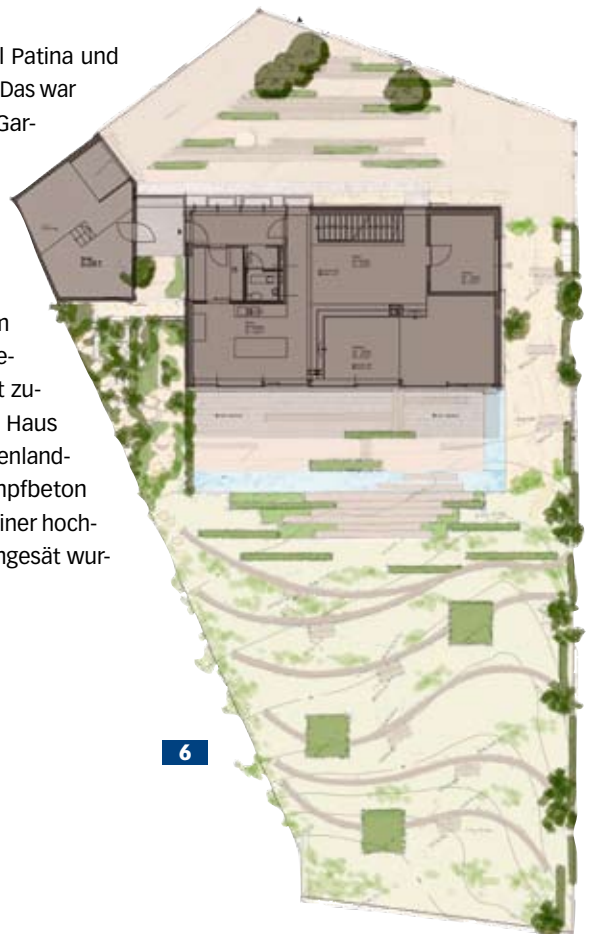 l Patina und
Das war
Gar-
m
e-
t zu-
Haus
enland-
mpfbeton
iner hoch-
ngesät wur-
6